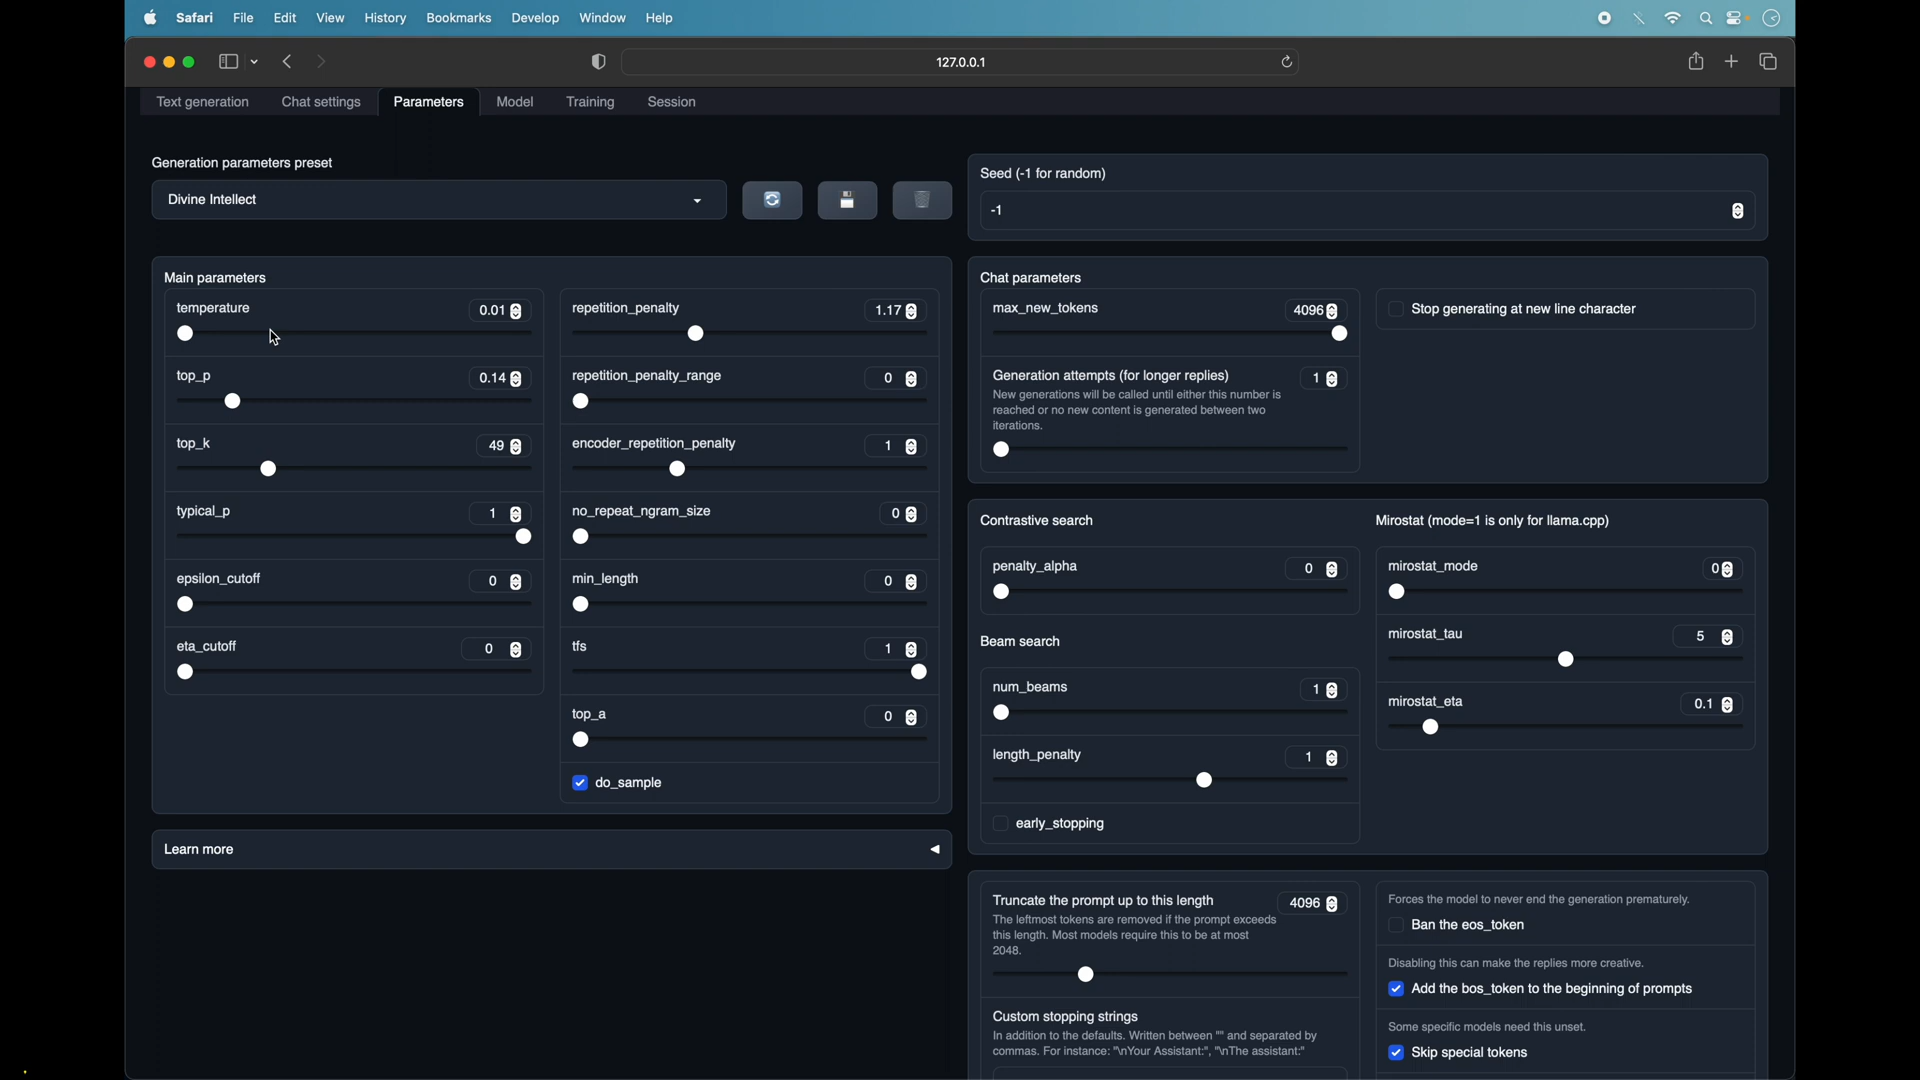 Safari File Edit View History Bookmarks Develop Window Help
127.0.0.1
Text generation Chat settings Parameters Model Training Session
Generation parameters preset
Divine Intellect
Seed (-1 for random)
-1
Main parameters
temperature 0.01
top_p 0.14
top_k 49
typical_p 1
epsilon_cutoff 0
eta_cutoff 0
repetition_penalty 1.17
repetition_penalty_range 0
encoder_repetition_penalty 1
no_repeat_ngram_size 0
min_length 0
tfs 1
top_a 0
do_sample
Learn more
Chat parameters
max_new_tokens 4096
Generation attempts (for longer replies) 1
New generations will be called until either this number is
reached or no new content is generated between two
iterations.
Stop generating at new line character
Contrastive search
penalty_alpha 0
Beam search
num_beams 1
length_penalty 1
early_stopping
Mirostat (mode=1 is only for llama.cpp)
mirostat_mode 0
mirostat_tau 5
mirostat_eta 0.1
Truncate the prompt up to this length 4096
The leftmost tokens are removed if the prompt exceeds
this length. Most models require this to be at most
2048.
Custom stopping strings
In addition to the defaults. Written between "" and separated by
commas. For instance: "\nYour Assistant:", "\nThe assistant:"
Forces the model to never end the generation prematurely.
Ban the eos_token
Disabling this can make the replies more creative.
Add the bos_token to the beginning of prompts
Some specific models need this unset.
Skip special tokens